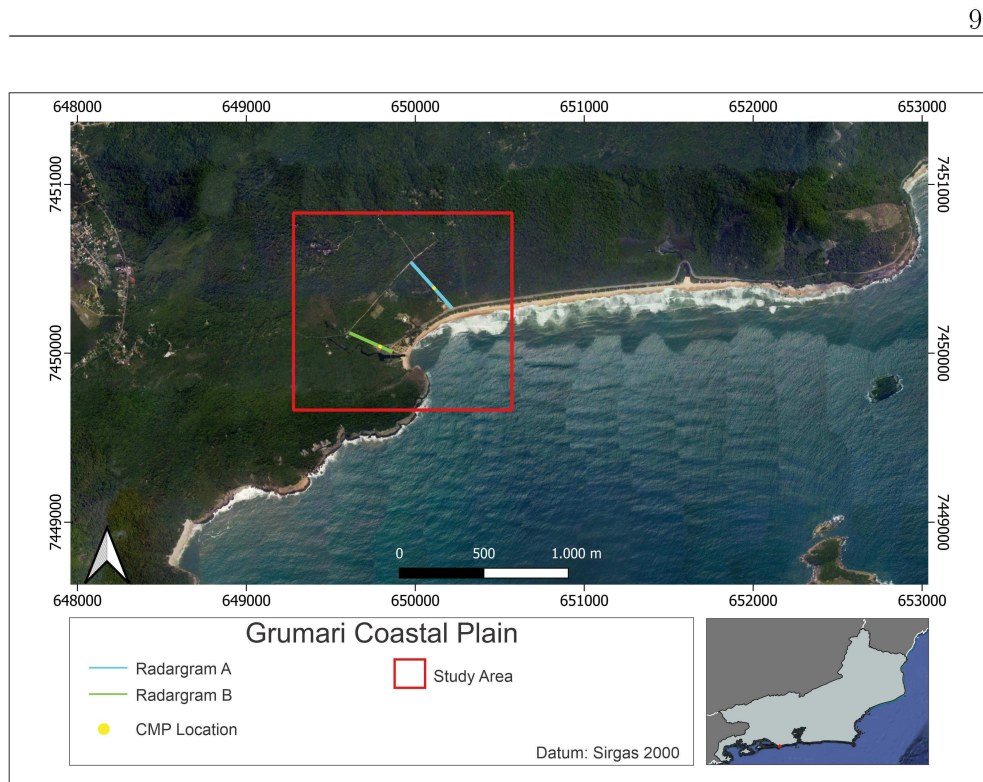 9
648000 649000 650000 651000 652000 653000
7451000 7451000
7450000 7450000
7449000 7449000
0 500 1.000 m
648000 649000 650000 651000 652000 653000
Grumari Coastal Plain
Radargram A
Radargram B
CMP Location
Study Area
Datum: Sirgas 2000